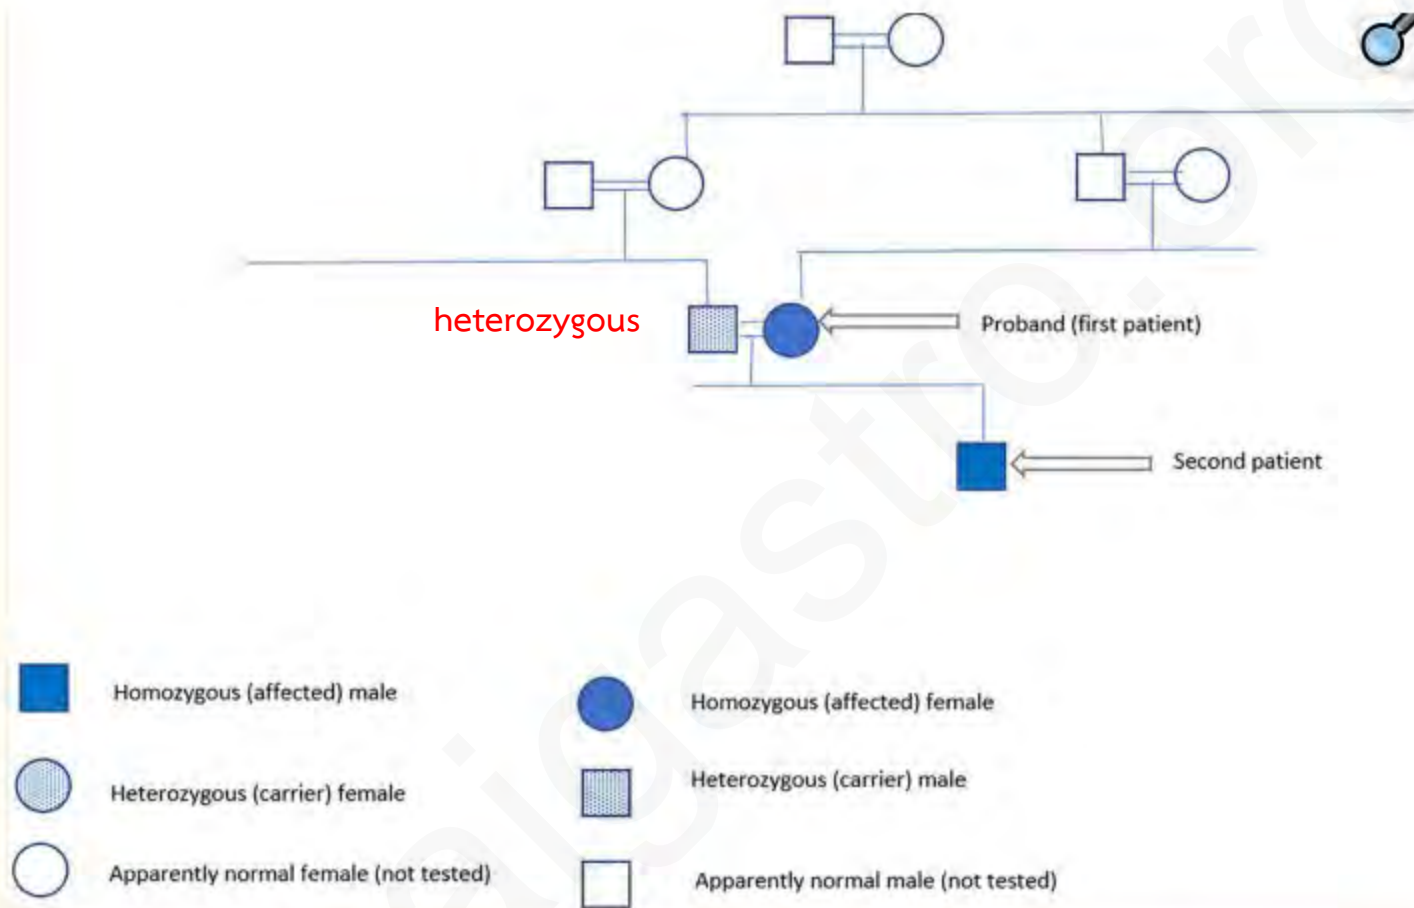 heterozygous
Proband (first patient)
Second patient
Homozygous (affected) male
Homozygous (affected) female
Heterozygous (carrier) female
Heterozygous (carrier) male
Apparently normal female (not tested)
Apparently normal male (not tested)